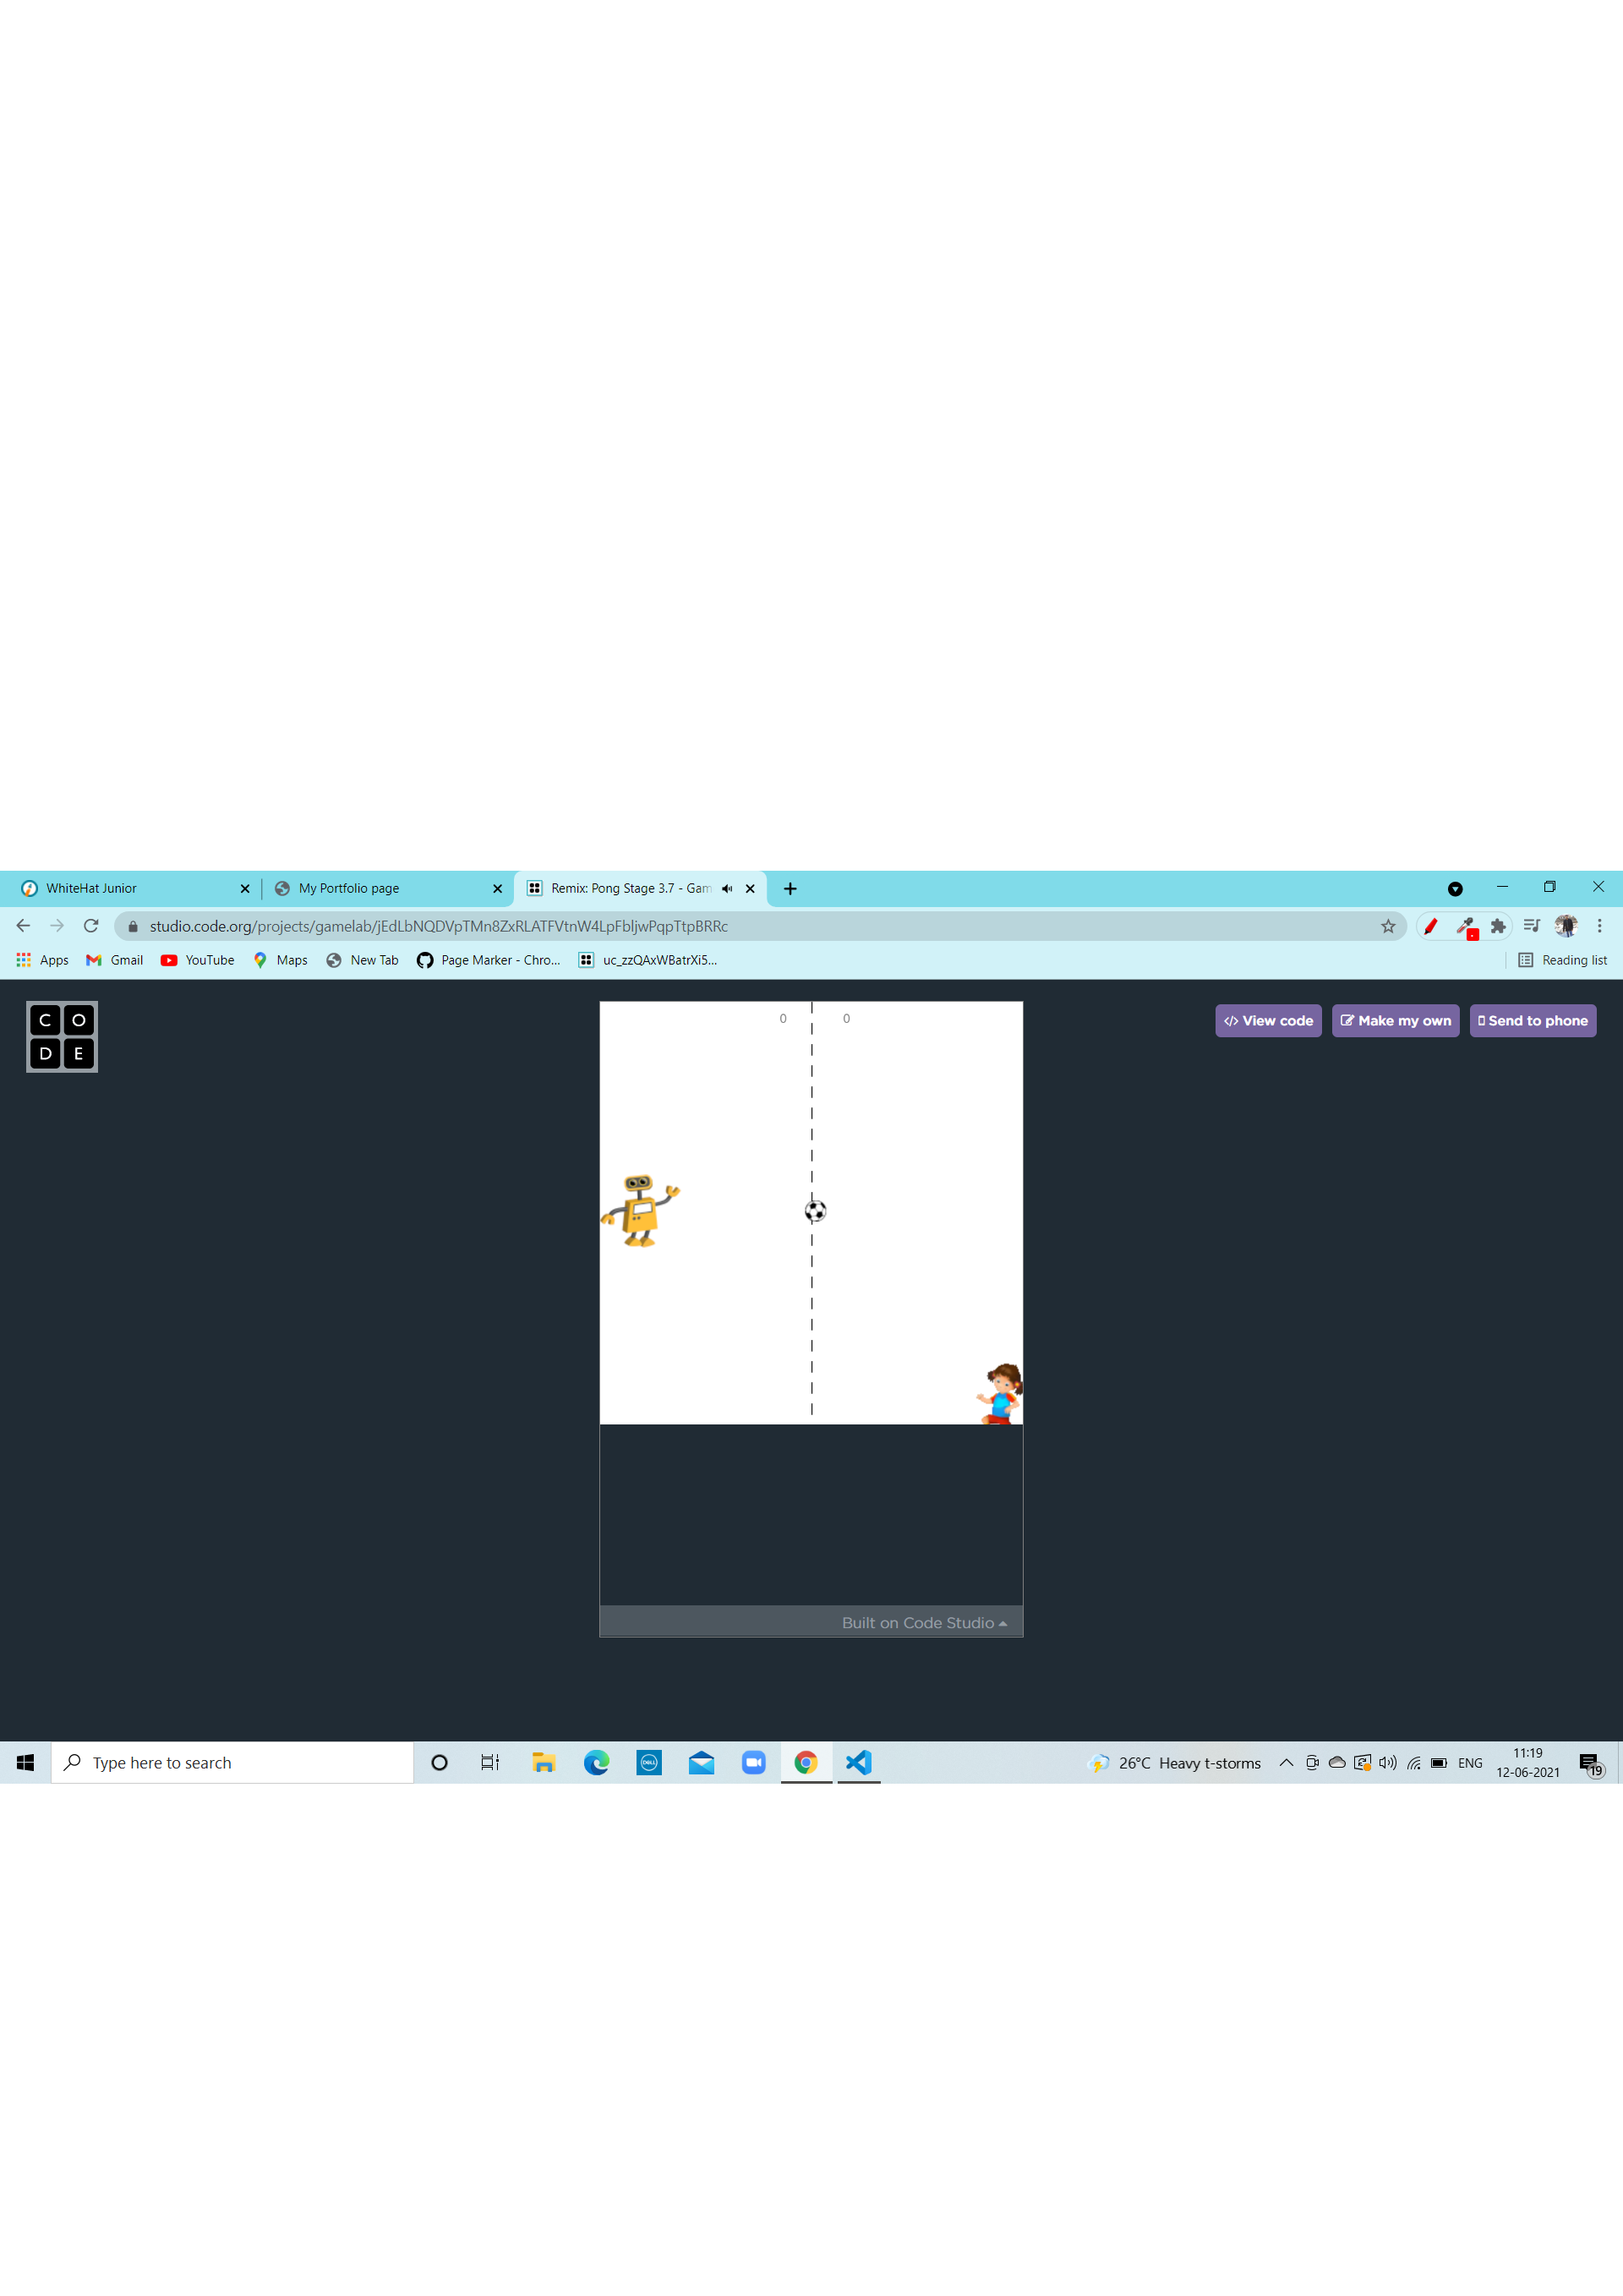 WhiteHat Junior
My Portfolio page
Remix: Pong Stage 3.7 - Gam
studio.code.org/projects/gamelab/jEdLbNQDVpTMn8ZxRLATFVtnW4LpFbljwPqpTtpBRRc
Apps Gmail YouTube Maps New Tab Page Marker - Chro... uc_zzQAxWBatrXi5... Reading list
C O
D E
0 0
View code Make my own Send to phone
Built on Code Studio
Type here to search
DELL
26°C Heavy t-storms
ENG
11:19
12-06-2021
19